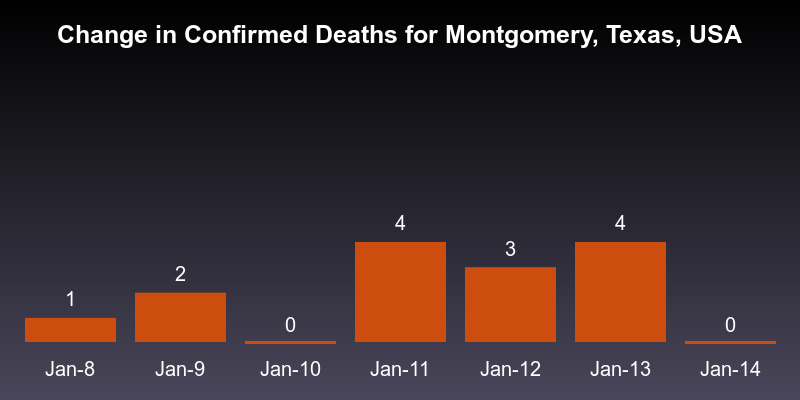 Change in Confirmed Deaths for Montgomery, Texas, USA
1 2 0 4 3 4 0
Jan-8 Jan-9 Jan-10 Jan-11 Jan-12 Jan-13 Jan-14